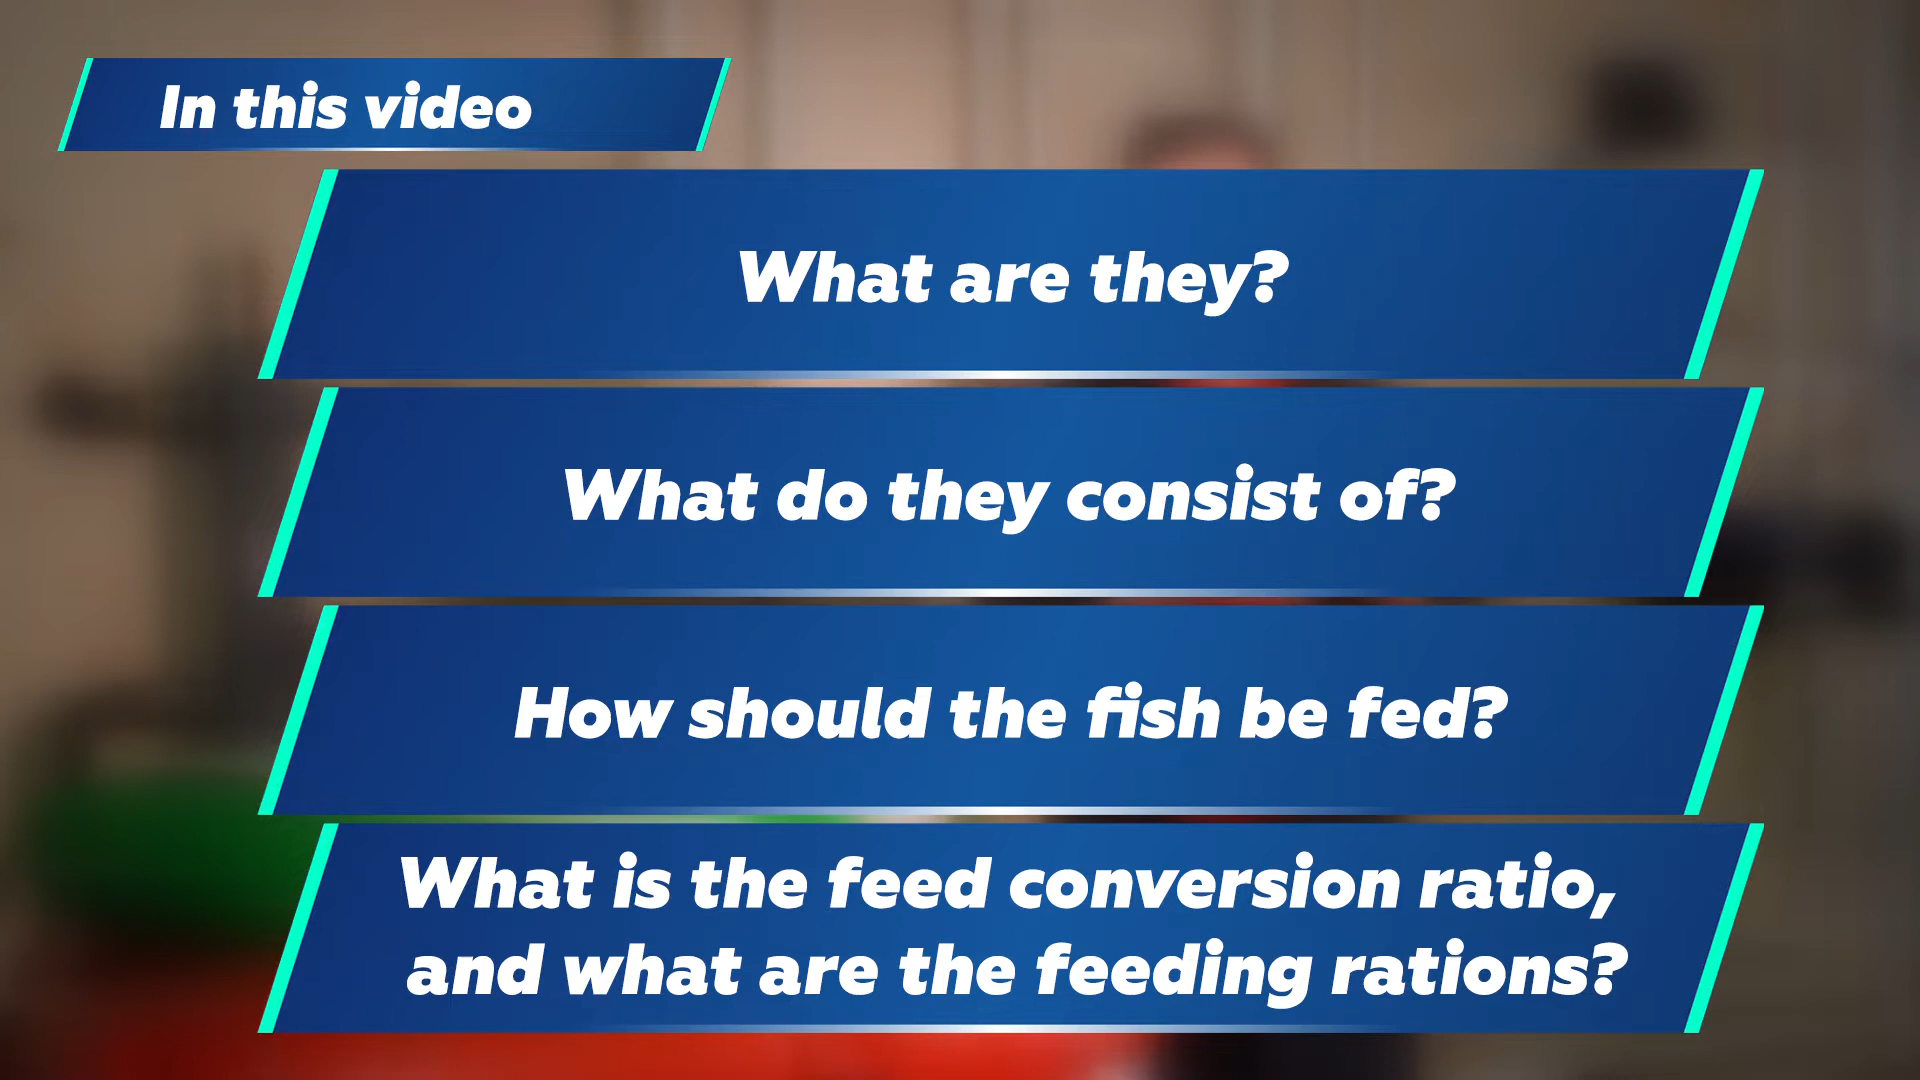 In this video
What are they?
What do they consist of?
How should the fish be fed?
What is the feed conversion ratio,
and what are the feeding rations?